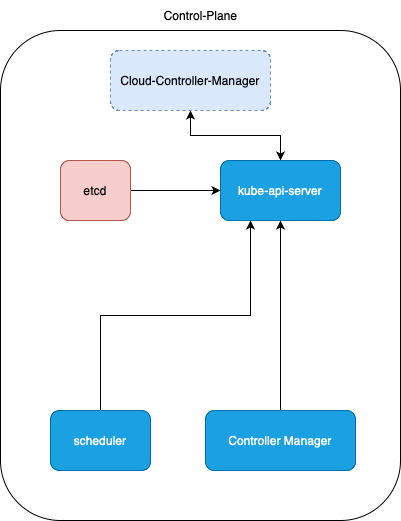 Control-Plane
Cloud-Controller-Manager
etcd
kube-api-server
scheduler
Controller Manager